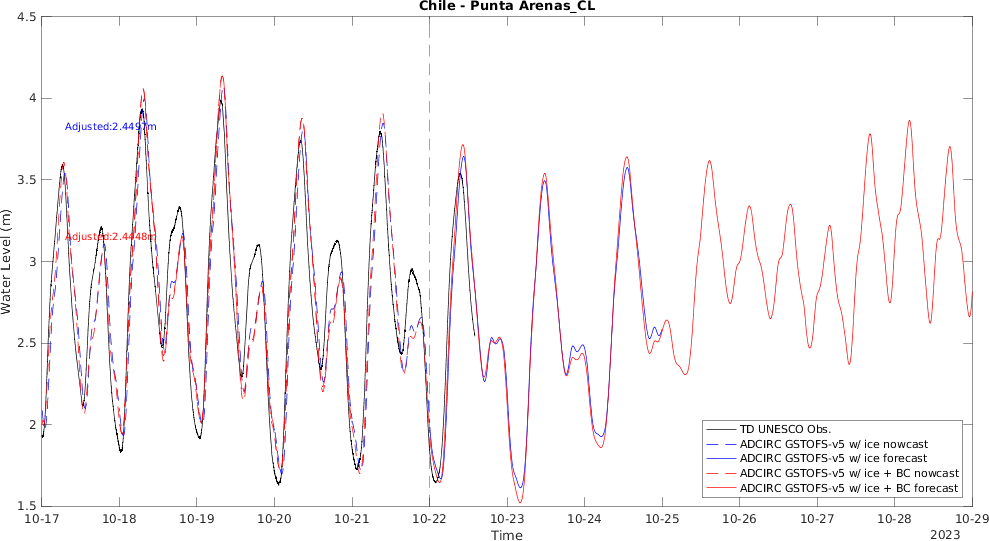 Chile - Punta Arenas_CL
4.5
4
3.5
3
2.5
2
1.5
Water Level (m)
Adjusted:2.4497m
Adjusted:2.4448m
TD UNESCO Obs.
ADCIRC GSTOFS-v5 w/ ice nowcast
ADCIRC GSTOFS-v5 w/ ice forecast
ADCIRC GSTOFS-v5 w/ ice + BC nowcast
ADCIRC GSTOFS-v5 w/ ice + BC forecast
10-17 10-18 10-19 10-20 10-21 10-22 10-23 10-24 10-25 10-26 10-27 10-28 10-29
Time
2023